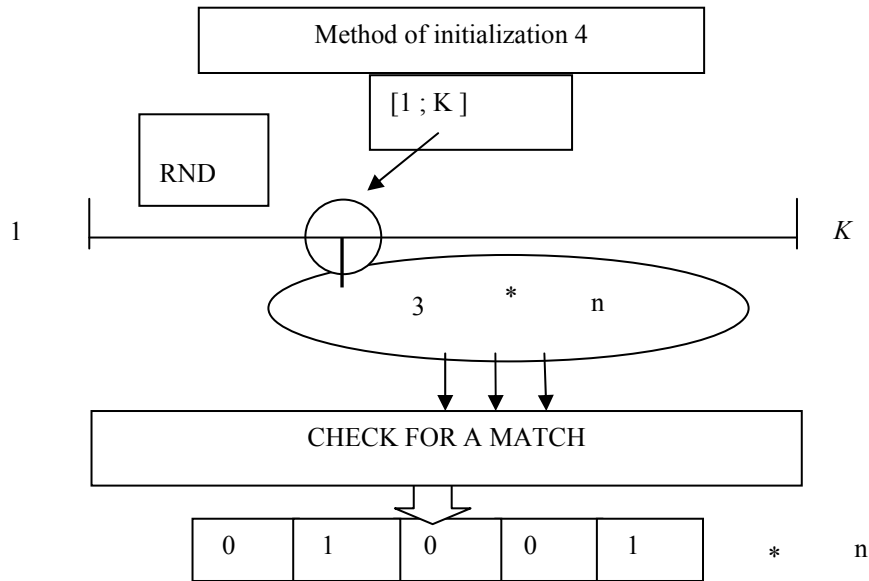 Method of initialization 4
[1 ; K ]
RND
1 K
3 * n
CHECK FOR A MATCH
0 1 0 0 1 * n